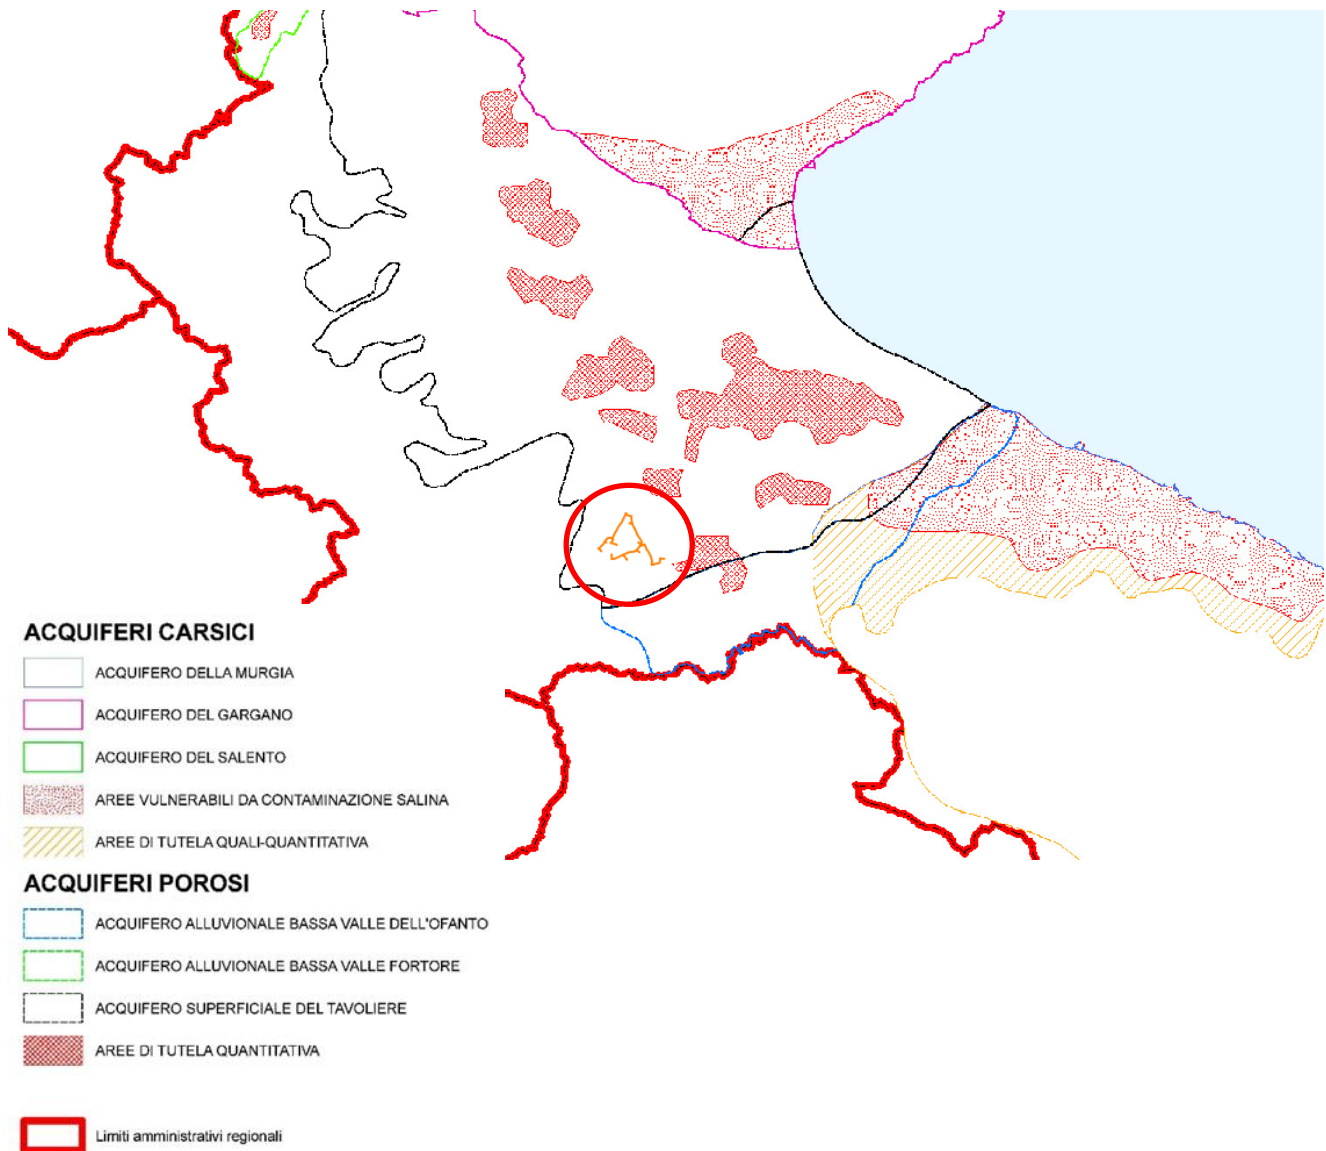 ACQUIFERI CARSICI
ACQUIFERO DELLA MURGIA
ACQUIFERO DEL GARGANO
ACQUIFERO DEL SALENTO
AREE VULNERABILI DA CONTAMINAZIONE SALINA
AREE DI TUTELA QUALI-QUANTITATIVA
ACQUIFERI POROSI
ACQUIFERO ALLUVIONALE BASSA VALLE DELL'OFANTO
ACQUIFERO ALLUVIONALE BASSA VALLE FORTORE
ACQUIFERO SUPERFICIALE DEL TAVOLIERE
AREE DI TUTELA QUANTITATIVA
Limiti amministrativi regionali